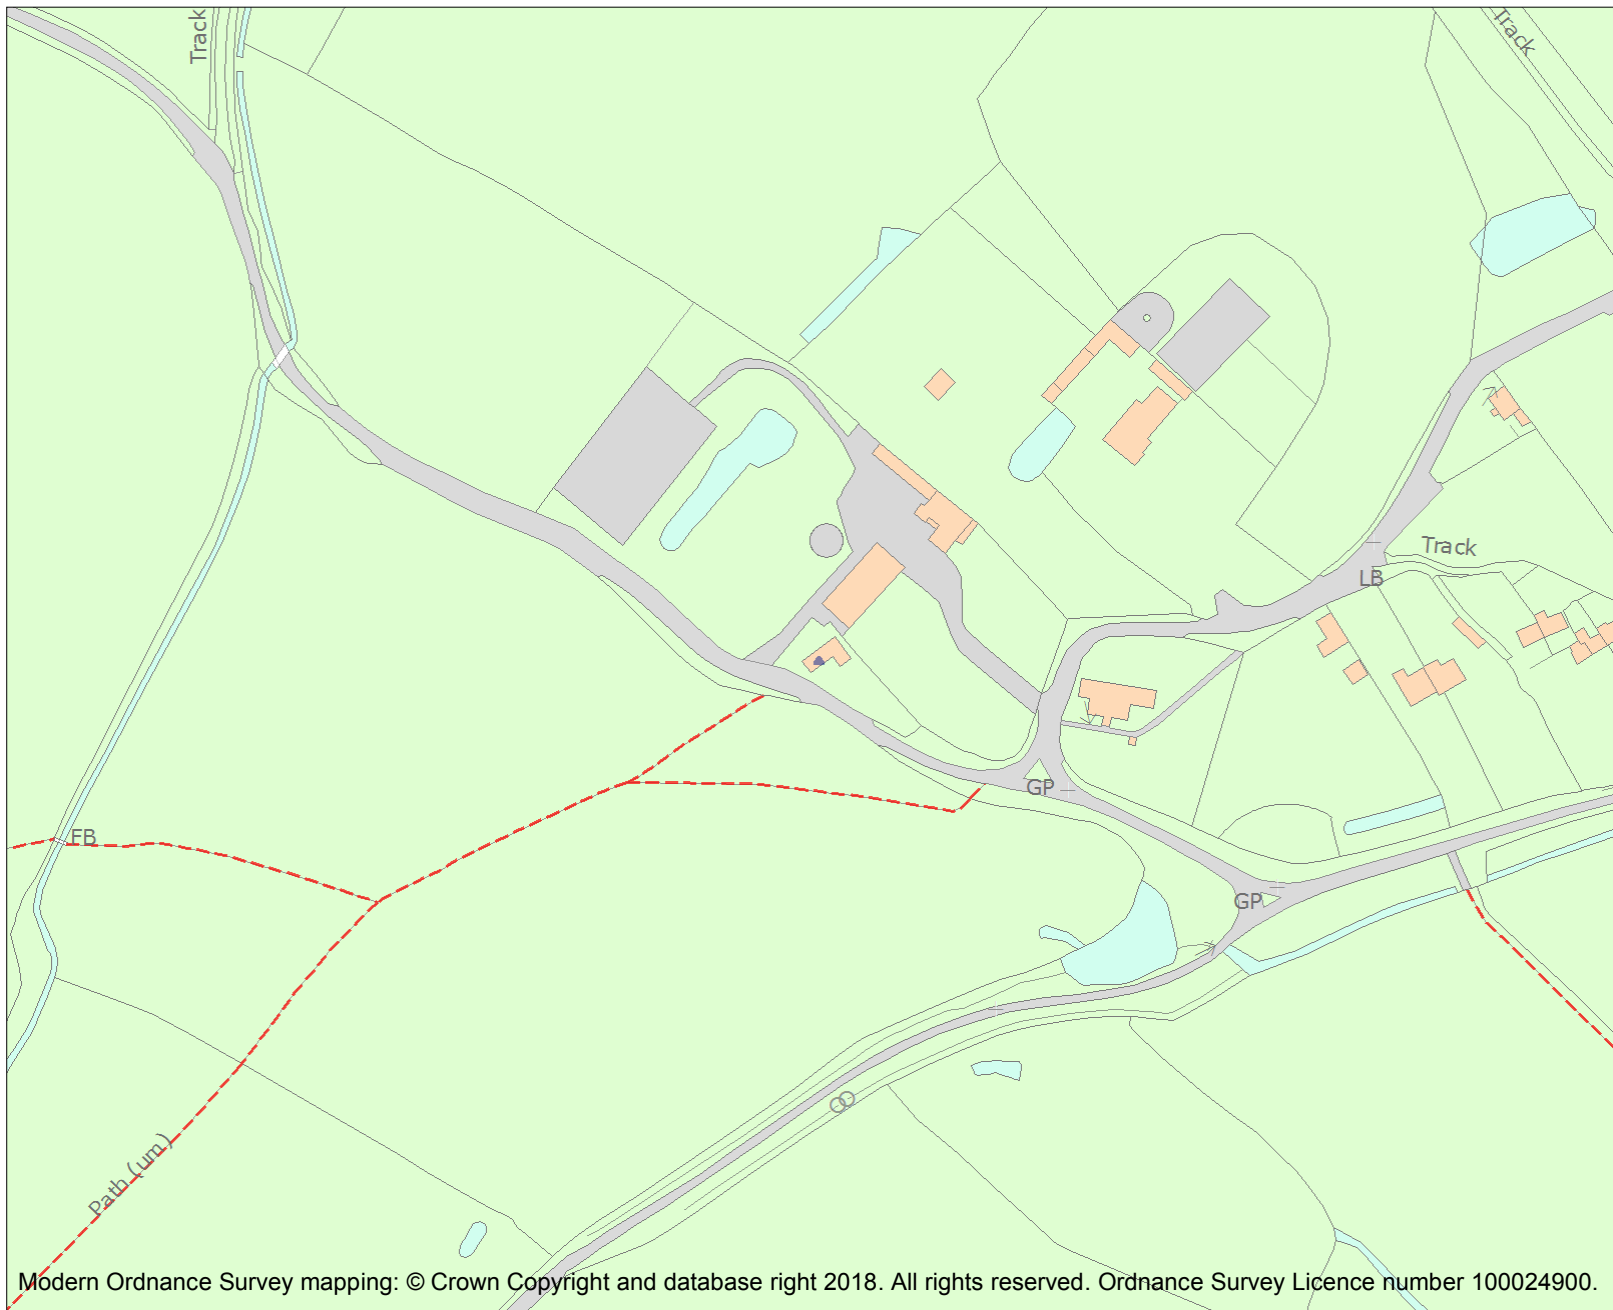 Track
Track
Track
LB
GP
FB
GP
Path (um)
Modern Ordnance Survey mapping: © Crown Copyright and database right 2018. All rights reserved. Ordnance Survey Licence number 100024900.